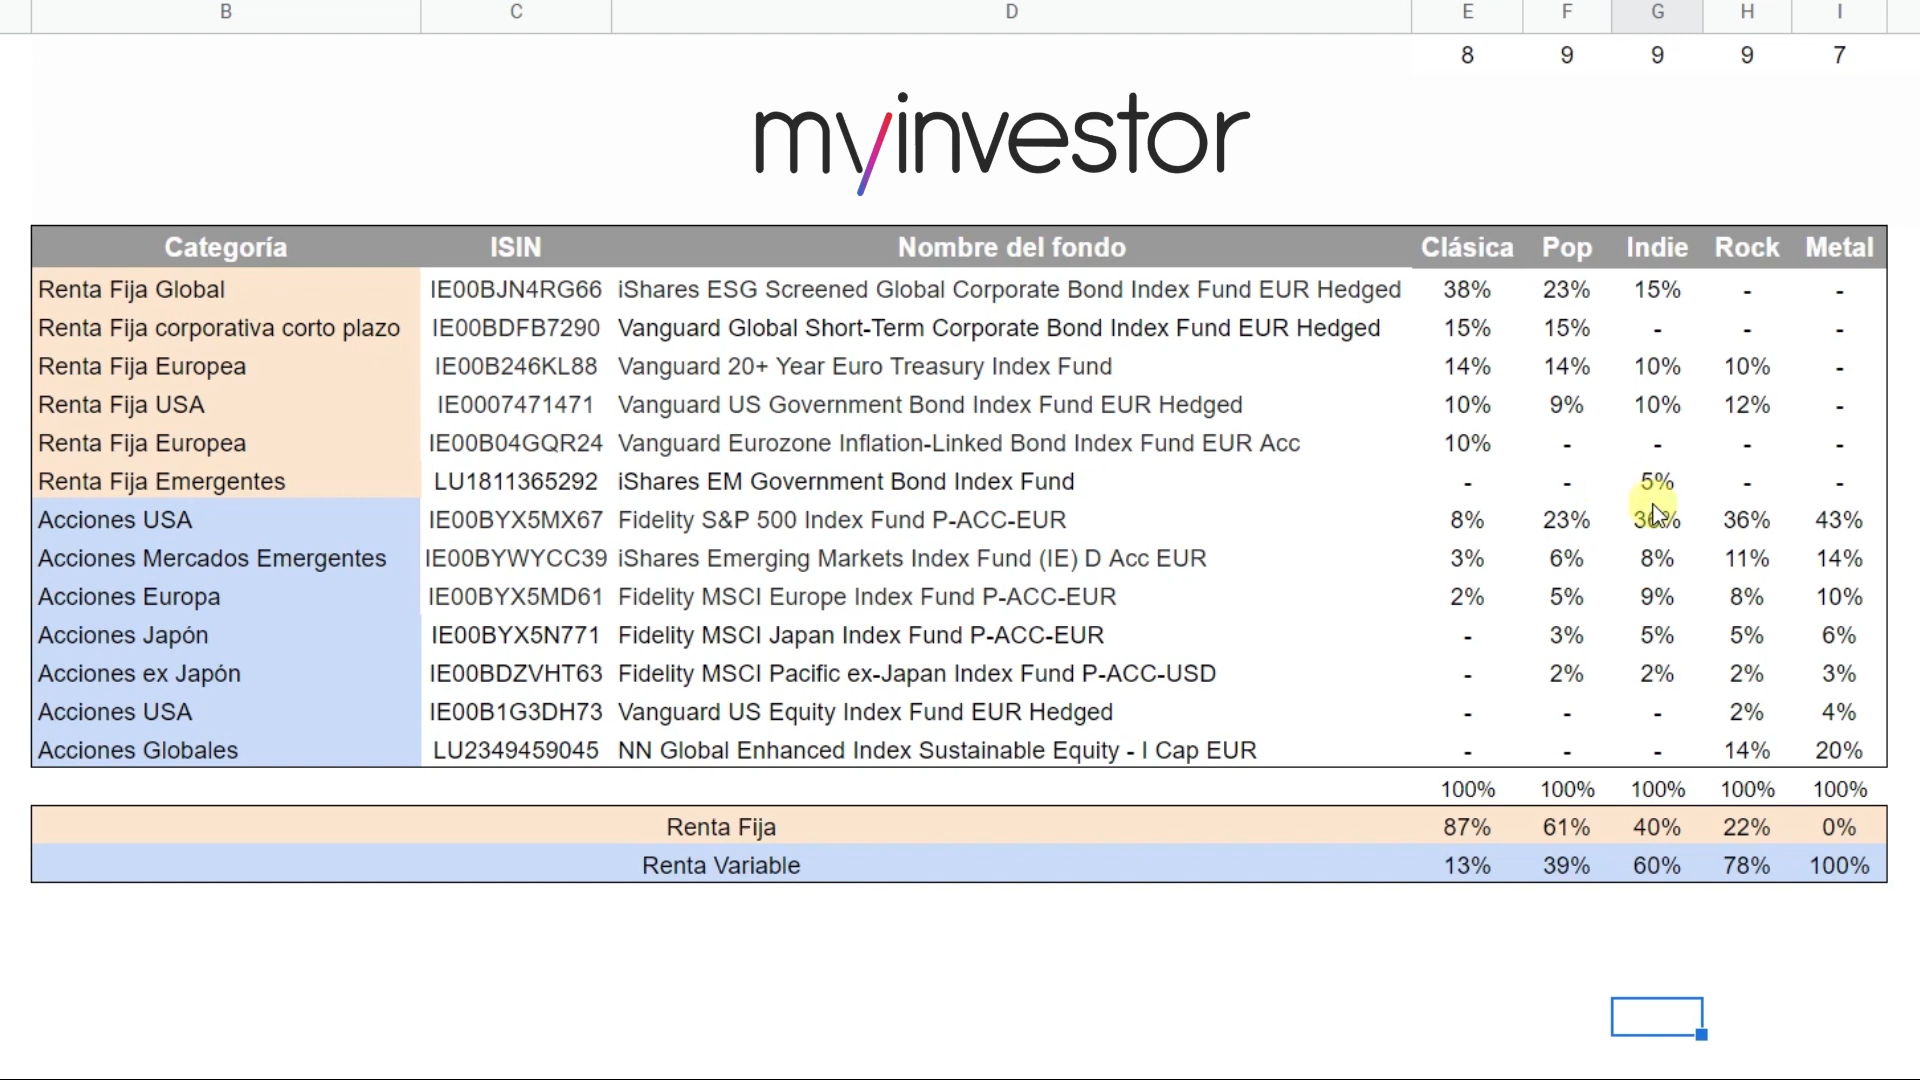 B C D E F G H I
8 9 9 9 7
myinvestor
Categoría ISIN Nombre del fondo Clásica Pop Indie Rock Metal
Renta Fija Global IE00BJN4RG66 iShares ESG Screened Global Corporate Bond Index Fund EUR Hedged 38% 23% 15% - -
Renta Fija corporativa corto plazo IE00BDFB7290 Vanguard Global Short-Term Corporate Bond Index Fund EUR Hedged 15% 15% - - -
Renta Fija Europea IE00B246KL88 Vanguard 20+ Year Euro Treasury Index Fund 14% 14% 10% 10% -
Renta Fija USA IE0007471471 Vanguard US Government Bond Index Fund EUR Hedged 10% 9% 10% 12% -
Renta Fija Europea IE00B04GQR24 Vanguard Eurozone Inflation-Linked Bond Index Fund EUR Acc 10% - - - -
Renta Fija Emergentes LU1811365292 iShares EM Government Bond Index Fund - - 5% - -
Acciones USA IE00BYX5MX67 Fidelity S&P 500 Index Fund P-ACC-EUR 8% 23% 36% 36% 43%
Acciones Mercados Emergentes IE00BYWYCC39 iShares Emerging Markets Index Fund (IE) D Acc EUR 3% 6% 8% 11% 14%
Acciones Europa IE00BYX5MD61 Fidelity MSCI Europe Index Fund P-ACC-EUR 2% 5% 9% 8% 10%
Acciones Japón IE00BYX5N771 Fidelity MSCI Japan Index Fund P-ACC-EUR - 3% 5% 5% 6%
Acciones ex Japón IE00BDZVHT63 Fidelity MSCI Pacific ex-Japan Index Fund P-ACC-USD - 2% 2% 2% 3%
Acciones USA IE00B1G3DH73 Vanguard US Equity Index Fund EUR Hedged - - - 2% 4%
Acciones Globales LU2349459045 NN Global Enhanced Index Sustainable Equity - I Cap EUR - - - 14% 20%
100% 100% 100% 100% 100%
Renta Fija 87% 61% 40% 22% 0%
Renta Variable 13% 39% 60% 78% 100%